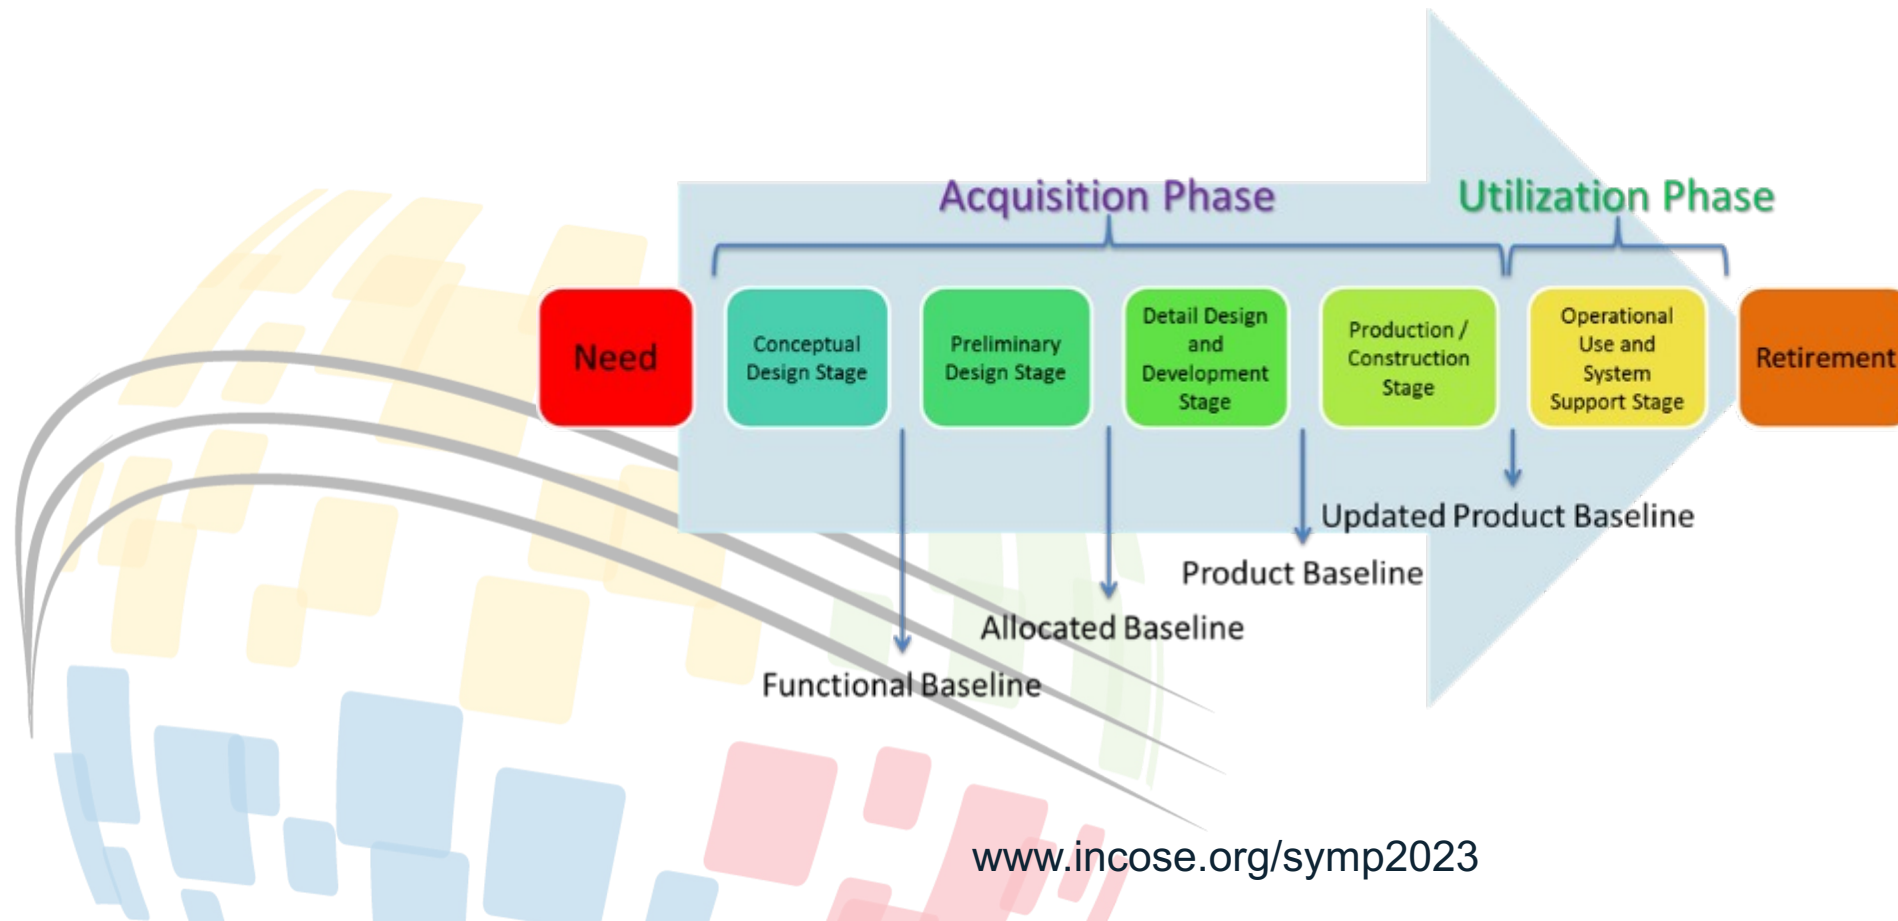 Acquisition Phase
Utilization Phase
Need
Conceptual
Design Stage
Preliminary
Design Stage
Detail Design
and
Development
Stage
Production /
Construction
Stage
Operational
Use and
System
Support Stage
Retirement
Updated Product Baseline
Product Baseline
Allocated Baseline
Functional Baseline
www.incose.org/symp2023